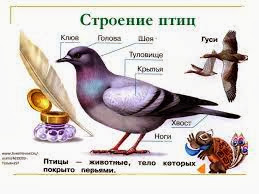 Строение птиц
Клюв Голова Шея Гуси
Туловище
Крылья
Хвост
Ноги
Птицы — животные, тело которых
покрыто перьями.